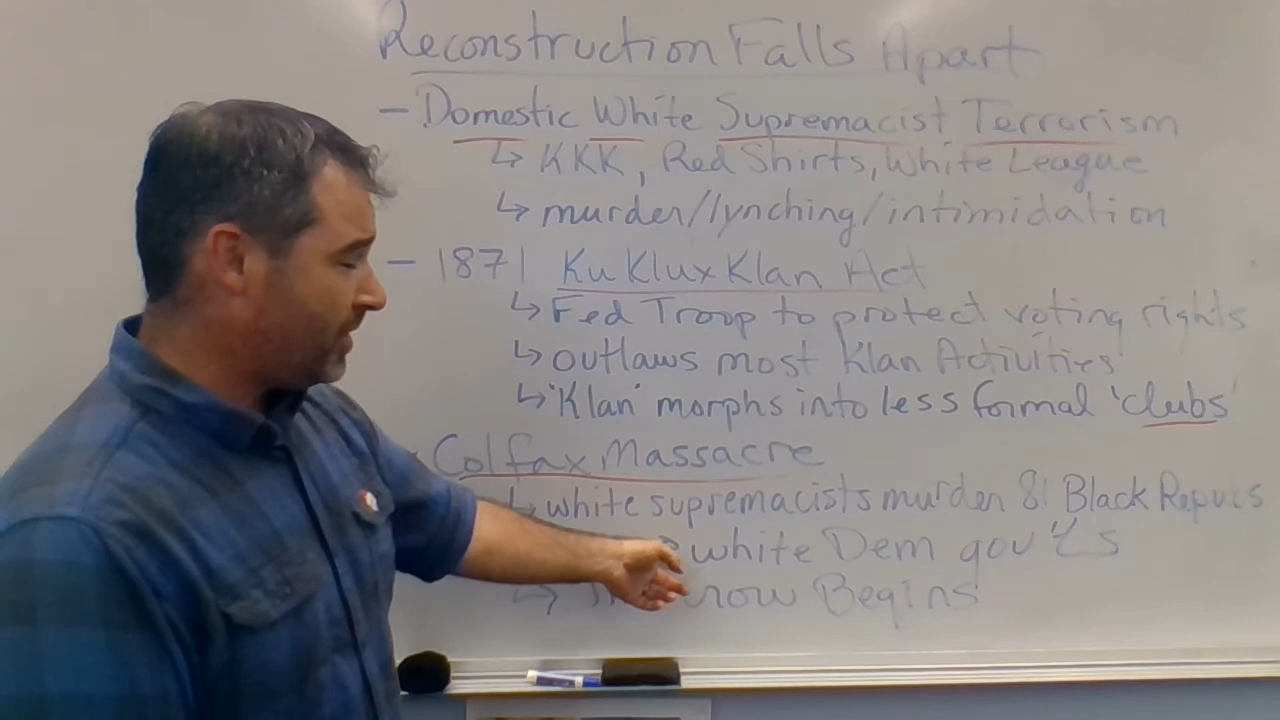 Reconstruction Falls Apart
- Domestic White Supremacist Terrorism
↳ KKK, Red Shirts, White League
↳ murder/lynching/intimidation
- 1871 Ku Klux Klan Act
↳ Fed Troop to protect voting rights
↳ outlaws most Klan Activities
↳ 'Klan' morphs into less formal 'clubs'
Colfax Massacre
↳ white supremacists murder 81 Black
white Dem gov't's
Begins